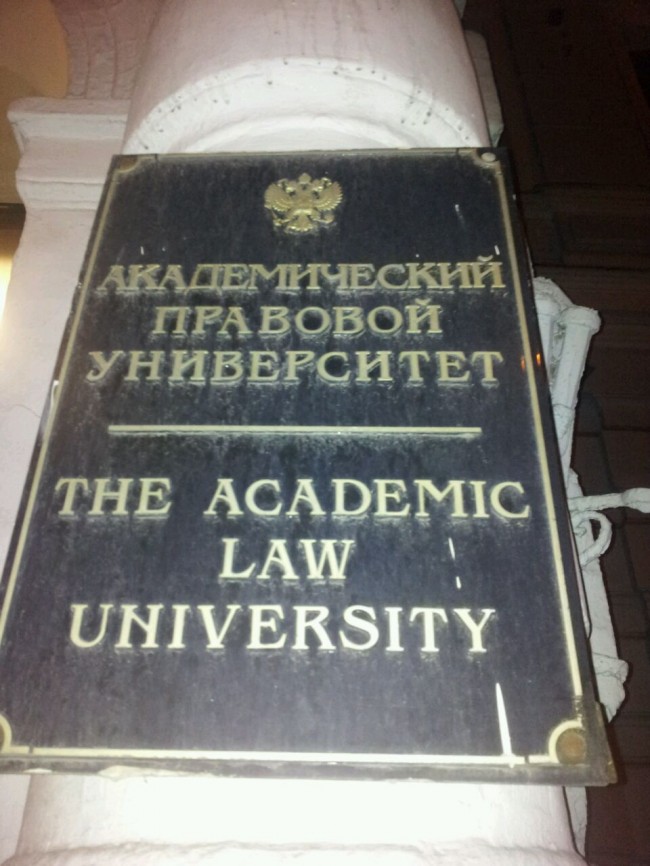 АКАДЕМИЧЕСКИЙ
ПРАВОВОЙ
УНИВЕРСИТЕТ
THE ACADEMIC
LAW
UNIVERSITY